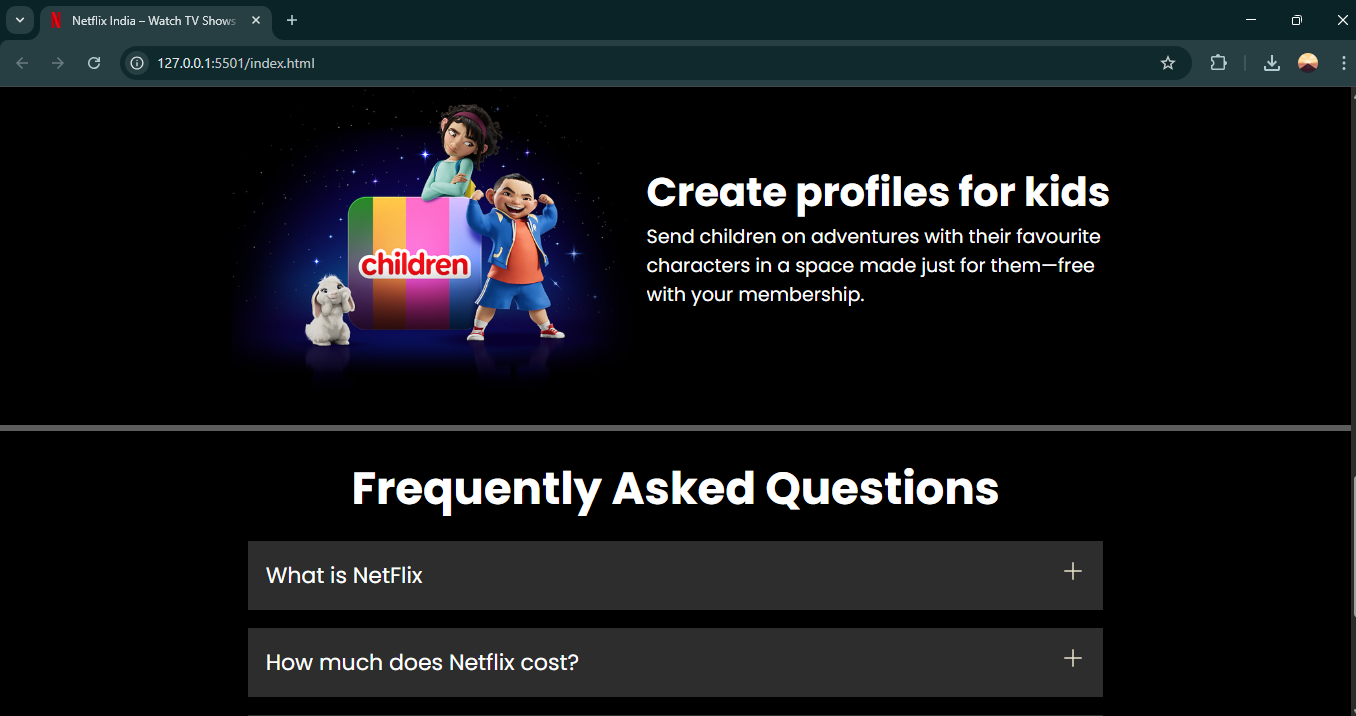 Netflix India – Watch TV Shows
127.0.0.1:5501/index.html
children
Create profiles for kids
Send children on adventures with their favourite
characters in a space made just for them—free
with your membership.
Frequently Asked Questions
What is NetFlix
How much does Netflix cost?